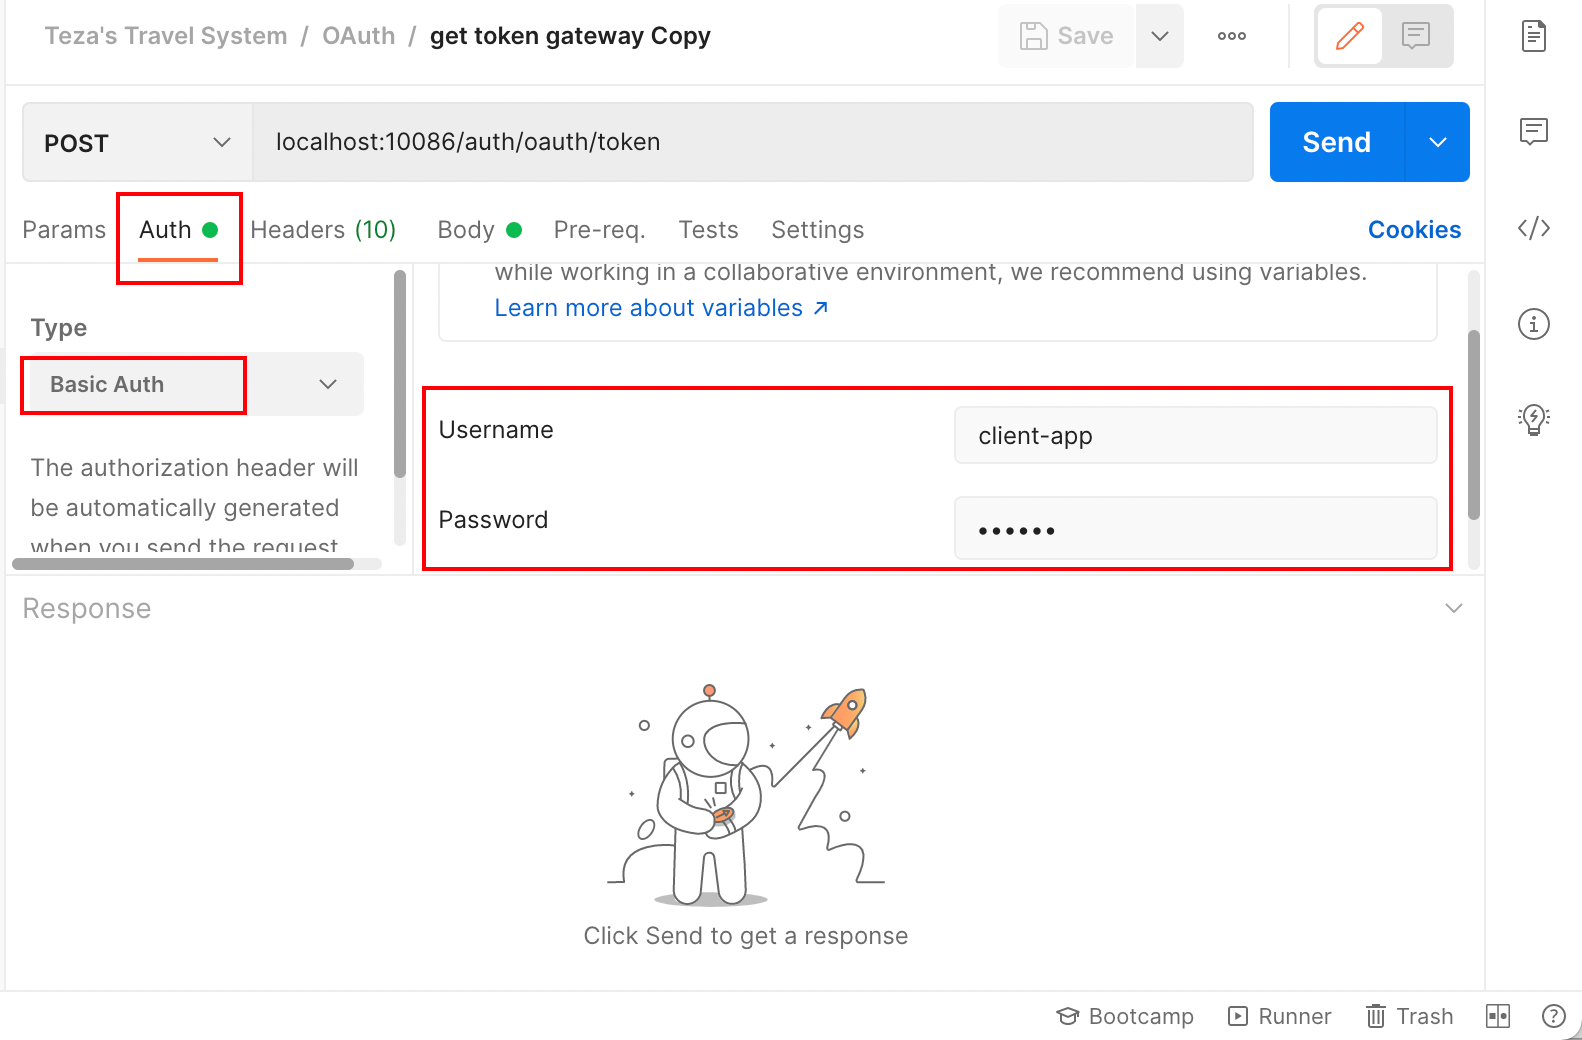 Teza's Travel System / OAuth / get token gateway Copy
Save
POST
localhost:10086/auth/oauth/token
Send
Params
Auth
Headers (10)
Body
Pre-req.
Tests
Settings
Cookies
while working in a collaborative environment, we recommend using variables.
Learn more about variables ↗
Type
Basic Auth
The authorization header will
be automatically generated
when you send the request
Username
client-app
Password
••••••
Response
Click Send to get a response
Bootcamp
Runner
Trash